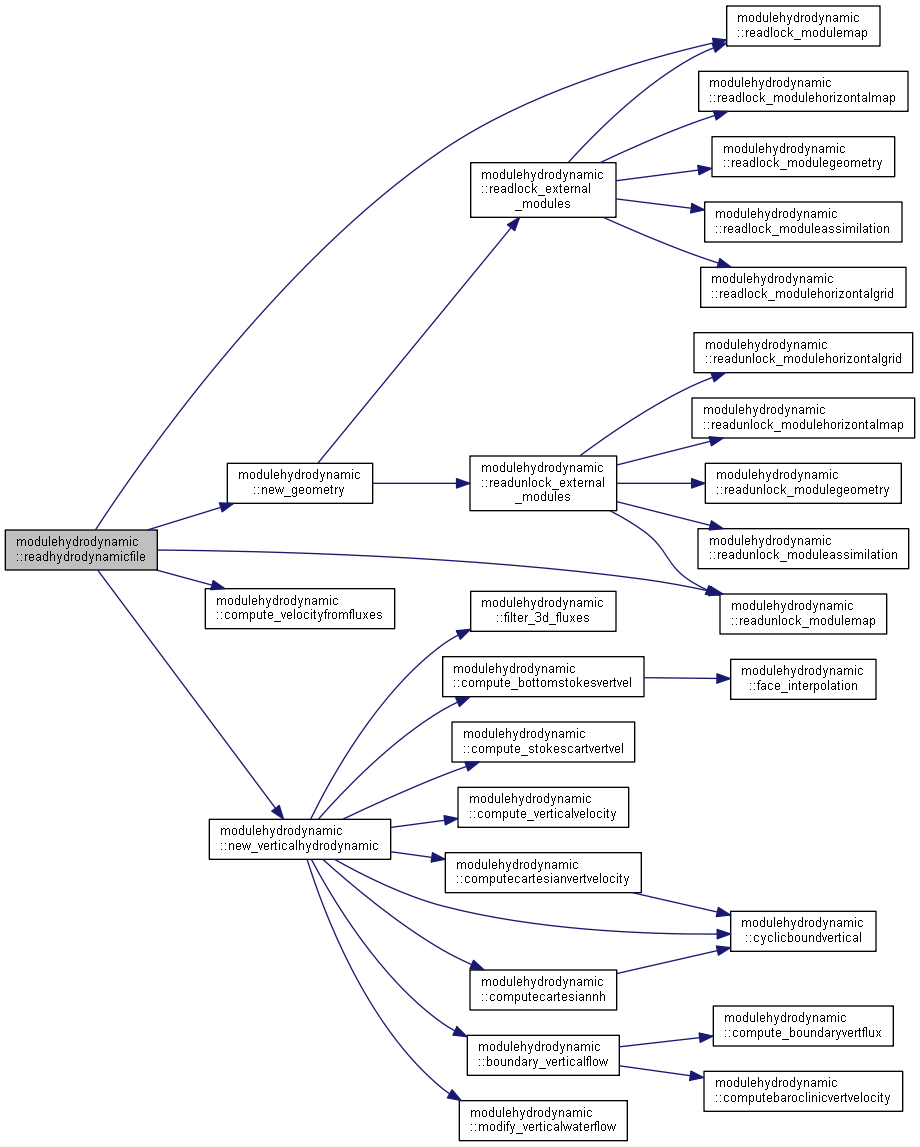 modulehydrodynamic
::readhydrodynamicfile
modulehydrodynamic
::new_geometry
modulehydrodynamic
::compute_velocityfromfluxes
modulehydrodynamic
::new_verticalhydrodynamic
modulehydrodynamic
::readlock_external
_modules
modulehydrodynamic
::readunlock_external
_modules
modulehydrodynamic
::filter_3d_fluxes
modulehydrodynamic
::compute_bottomstokesvertvel
modulehydrodynamic
::compute_stokescartvertvel
modulehydrodynamic
::compute_verticalvelocity
modulehydrodynamic
::computecartesianvertvelocity
modulehydrodynamic
::computecartesiannh
modulehydrodynamic
::boundary_verticalflow
modulehydrodynamic
::modify_verticalwaterflow
modulehydrodynamic
::readlock_modulemap
modulehydrodynamic
::readlock_modulehorizontalmap
modulehydrodynamic
::readlock_modulegeometry
modulehydrodynamic
::readlock_moduleassimilation
modulehydrodynamic
::readlock_modulehorizontalgrid
modulehydrodynamic
::readunlock_modulehorizontalgrid
modulehydrodynamic
::readunlock_modulehorizontalmap
modulehydrodynamic
::readunlock_modulegeometry
modulehydrodynamic
::readunlock_moduleassimilation
modulehydrodynamic
::readunlock_modulemap
modulehydrodynamic
::face_interpolation
modulehydrodynamic
::cyclicboundvertical
modulehydrodynamic
::compute_boundaryvertflux
modulehydrodynamic
::computebaroclinicvertvelocity